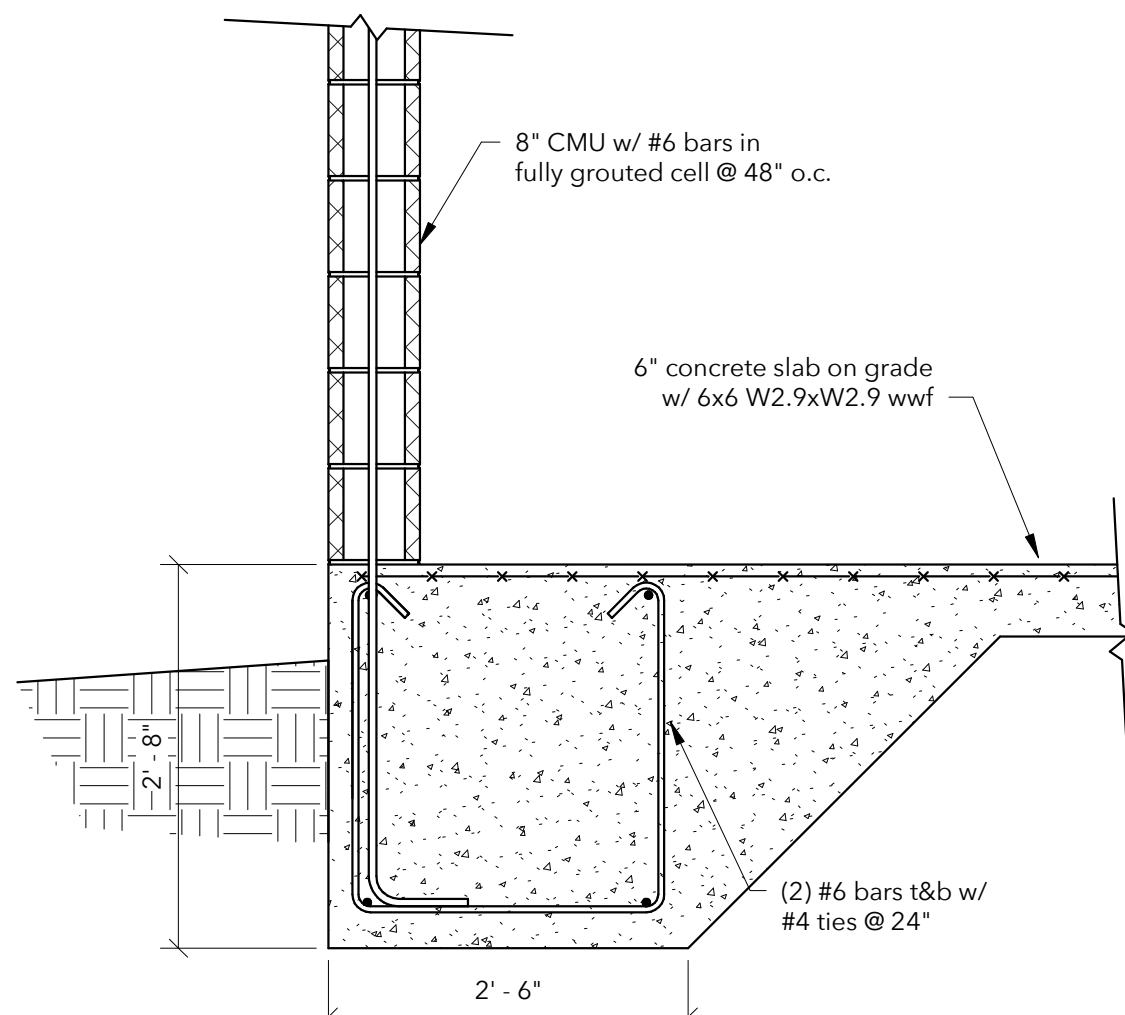 8" CMU w/ #6 bars in
fully grouted cell @ 48" o.c.
6" concrete slab on grade
w/ 6x6 W2.9xW2.9 wwf
2' - 8"
(2) #6 bars t&b w/
#4 ties @ 24"
2' - 6"